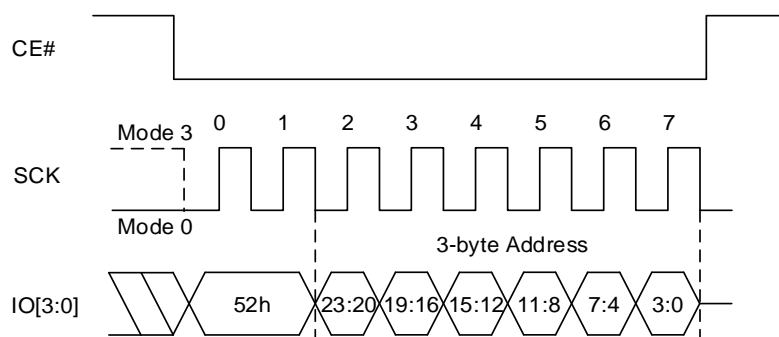 CE#
Mode 3
0 1 2 3 4 5 6 7
SCK
Mode 0
3-byte Address
IO[3:0]
52h
23:20 19:16 15:12 11:8 7:4 3:0